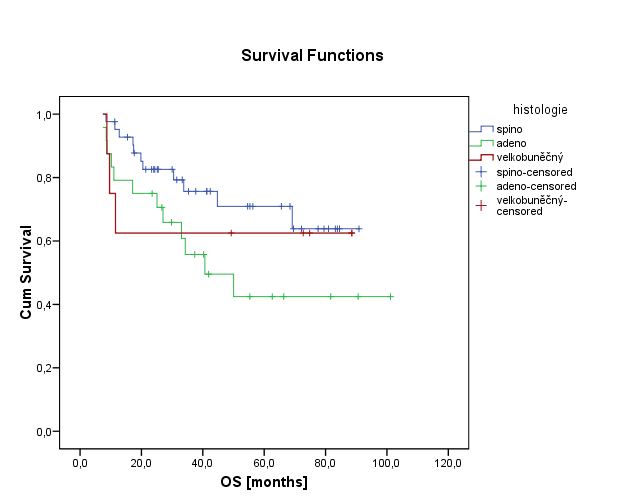 Survival Functions
histologie
spino
adeno
velkobuněčný
spino-censored
adeno-censored
velkobuněčný-
censored
Cum Survival
1,0
0,8
0,6
0,4
0,2
0,0
0,0
20,0
40,0
60,0
80,0
100,0
120,0
OS [months]